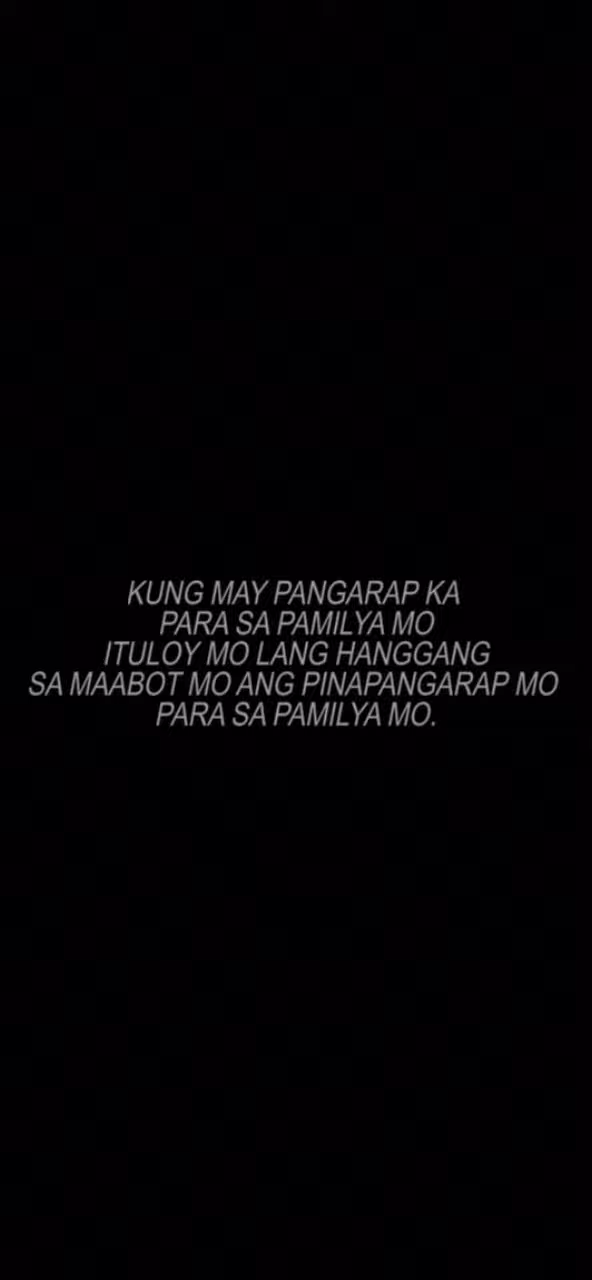 KUNG MAY PANGARAP KA
PARA SA PAMILYA MO
ITULOY MO LANG HANGGANG
SA MAABOT MO ANG PINAPANGARAP MO
PARA SA PAMILYA MO.